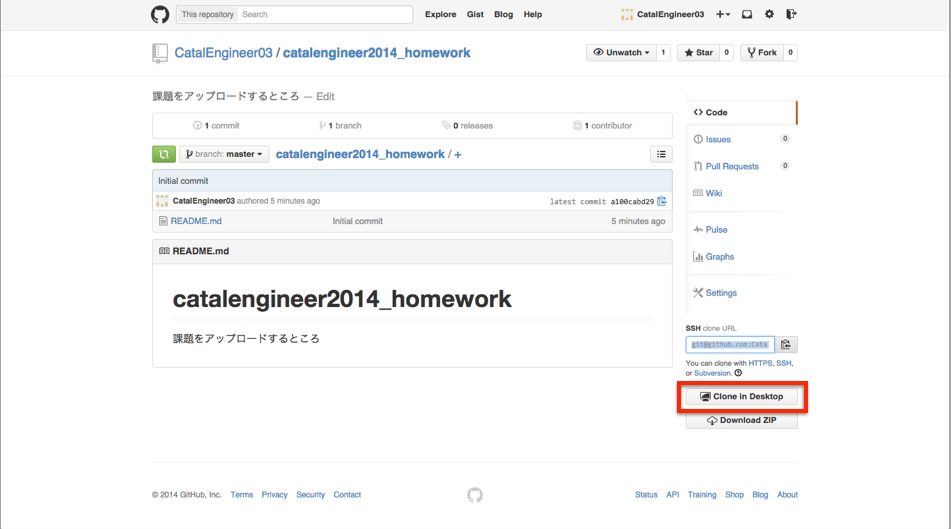 This repository Search Explore Gist Blog Help CatalEngineer03
CatalEngineer03 / catalengineer2014_homework
Unwatch 1 Star 0 Fork 0
課題をアップロードするところ — Edit
1 commit 1 branch 0 releases 1 contributor
branch: master catalengineer2014_homework / +
Initial commit
CatalEngineer03 authored 5 minutes ago latest commit a100cabd29
README.md Initial commit 5 minutes ago
README.md
catalengineer2014_homework
課題をアップロードするところ
Code
Issues 0
Pull Requests 0
Wiki
Pulse
Graphs
Settings
SSH clone URL
git@github.com:Cata
You can clone with HTTPS, SSH,
or Subversion.
Clone in Desktop
Download ZIP
© 2014 GitHub, Inc. Terms Privacy Security Contact Status API Training Shop Blog About